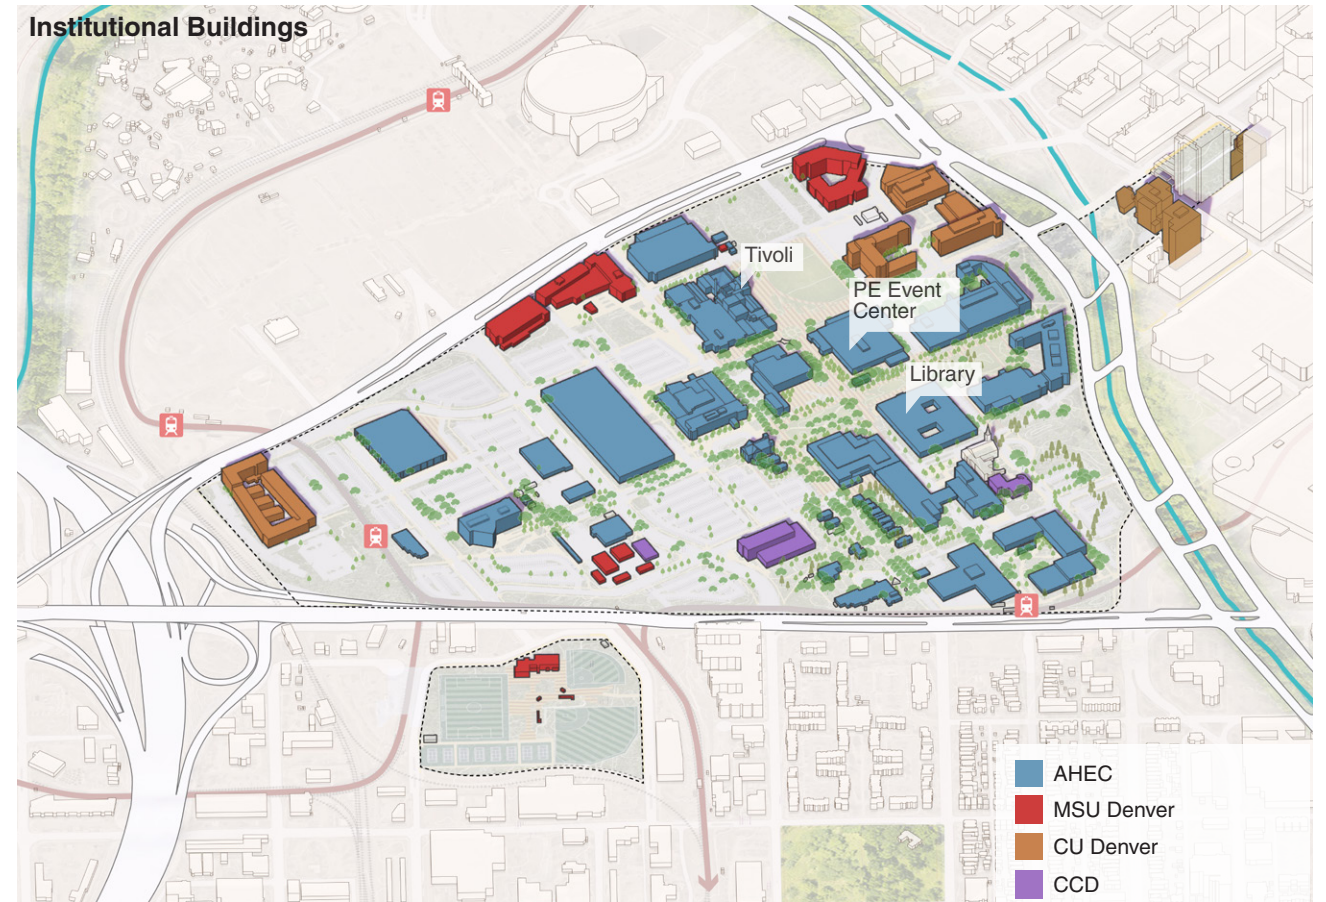 Institutional Buildings
Tivoli
PE Event
Center
Library
AHEC
MSU Denver
CU Denver
CCD